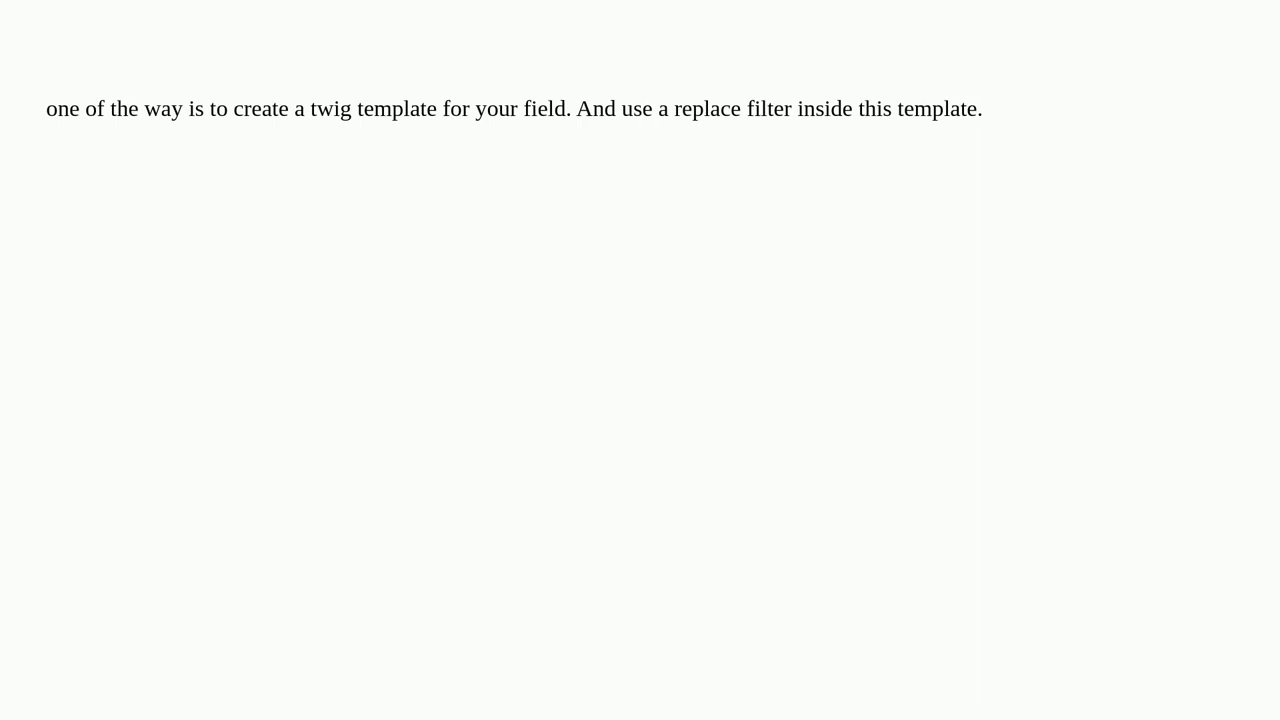 one of the way is to create a twig template for your field. And use a replace filter inside this template.